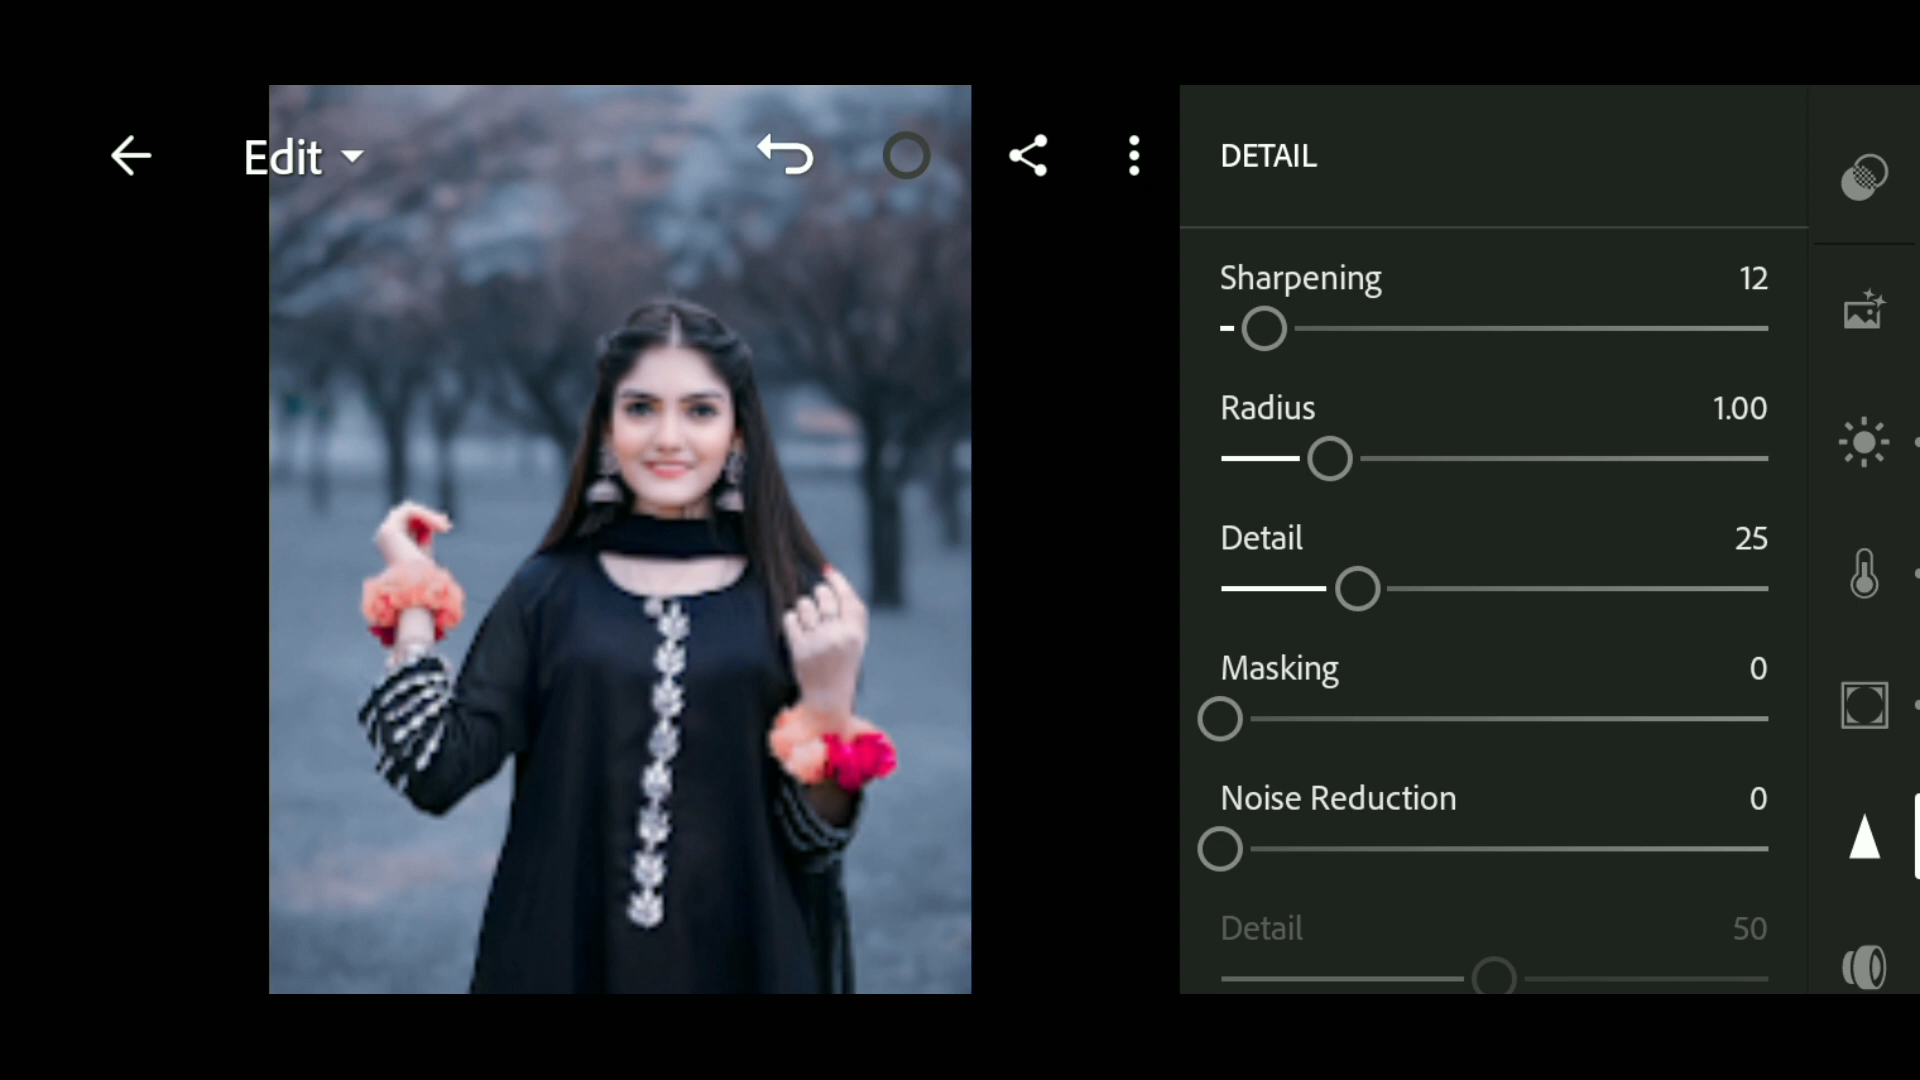 Edit
DETAIL
Sharpening 12
Radius 1.00
Detail 25
Masking 0
Noise Reduction 0
Detail 50